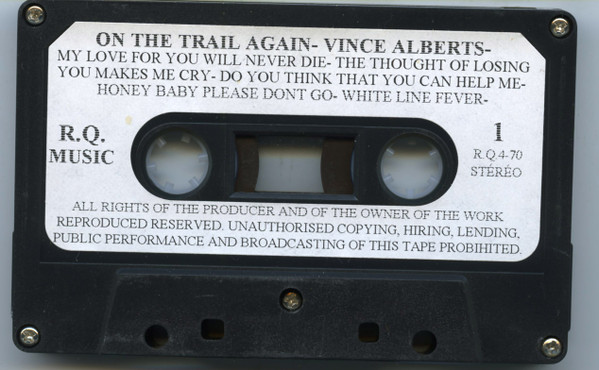 ON THE TRAIL AGAIN- VINCE ALBERTS-
MY LOVE FOR YOU WILL NEVER DIE- THE THOUGHT OF LOSING
YOU MAKES ME CRY- DO YOU THINK THAT YOU CAN HELP ME-
HONEY BABY PLEASE DONT GO- WHITE LINE FEVER-
R.Q.
MUSIC
1
R.Q.4-70
STÉRÉO
ALL RIGHTS OF THE PRODUCER AND OF THE OWNER OF THE WORK
REPRODUCED RESERVED. UNAUTHORISED COPYING, HIRING, LENDING,
PUBLIC PERFORMANCE AND BROADCASTING OF THIS TAPE PROBIHITED.